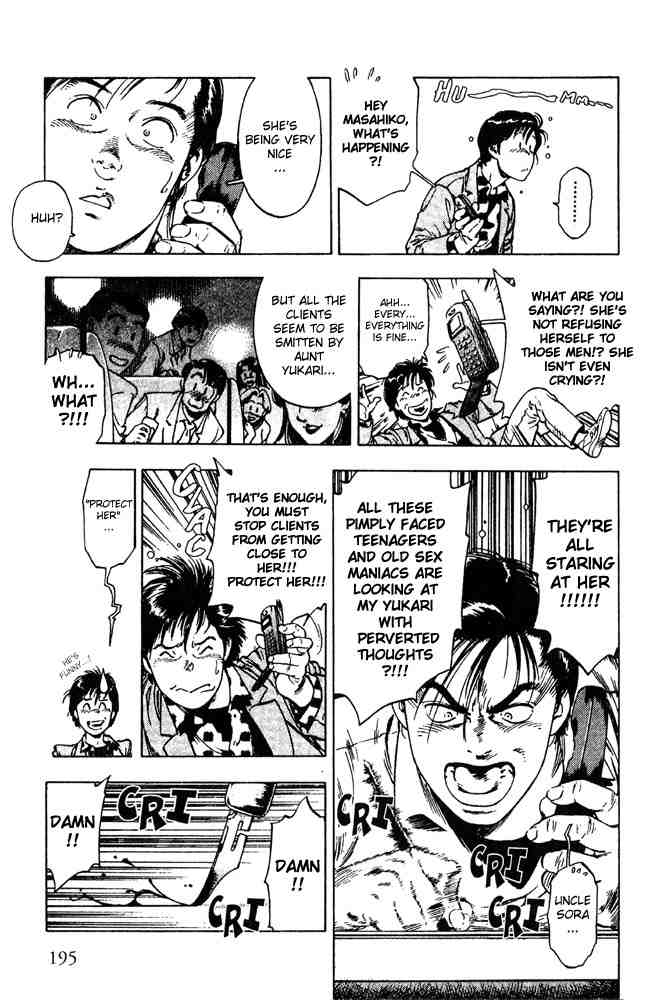 HU
MM...
HEY
MASAHIKO,
WHAT'S
HAPPENING
?!
........
SHE'S
BEING VERY
NICE
...
HUH?
WHAT ARE YOU
SAYING?! SHE'S
NOT REFUSING
HERSELF TO
THOSE MEN!? SHE
ISN'T EVEN
CRYING?!
AHH...
EVERY...
EVERYTHING
IS FINE...
BUT ALL THE
CLIENTS
SEEM TO BE
SMITTEN BY
AUNT
YUKARI...
WH...
WHAT
?!!!
THEY'RE
ALL
STARING
AT HER
!!!!!!
ALL THESE
PIMPLY FACED
TEENAGERS
AND OLD SEX
MANIACS ARE
LOOKING AT
MY YUKARI
WITH
PERVERTED
THOUGHTS
?!!!
CRI
CRI
CRI
UNCLE
SORA
...
THAT'S ENOUGH,
YOU MUST
STOP CLIENTS
FROM GETTING
CLOSE TO
HER!!!
PROTECT HER!!!
CLAC
"PROTECT
HER"
...
HE'S
FUNNY...!
DAMN
!!
CRI
DAMN
!!
CRI
195